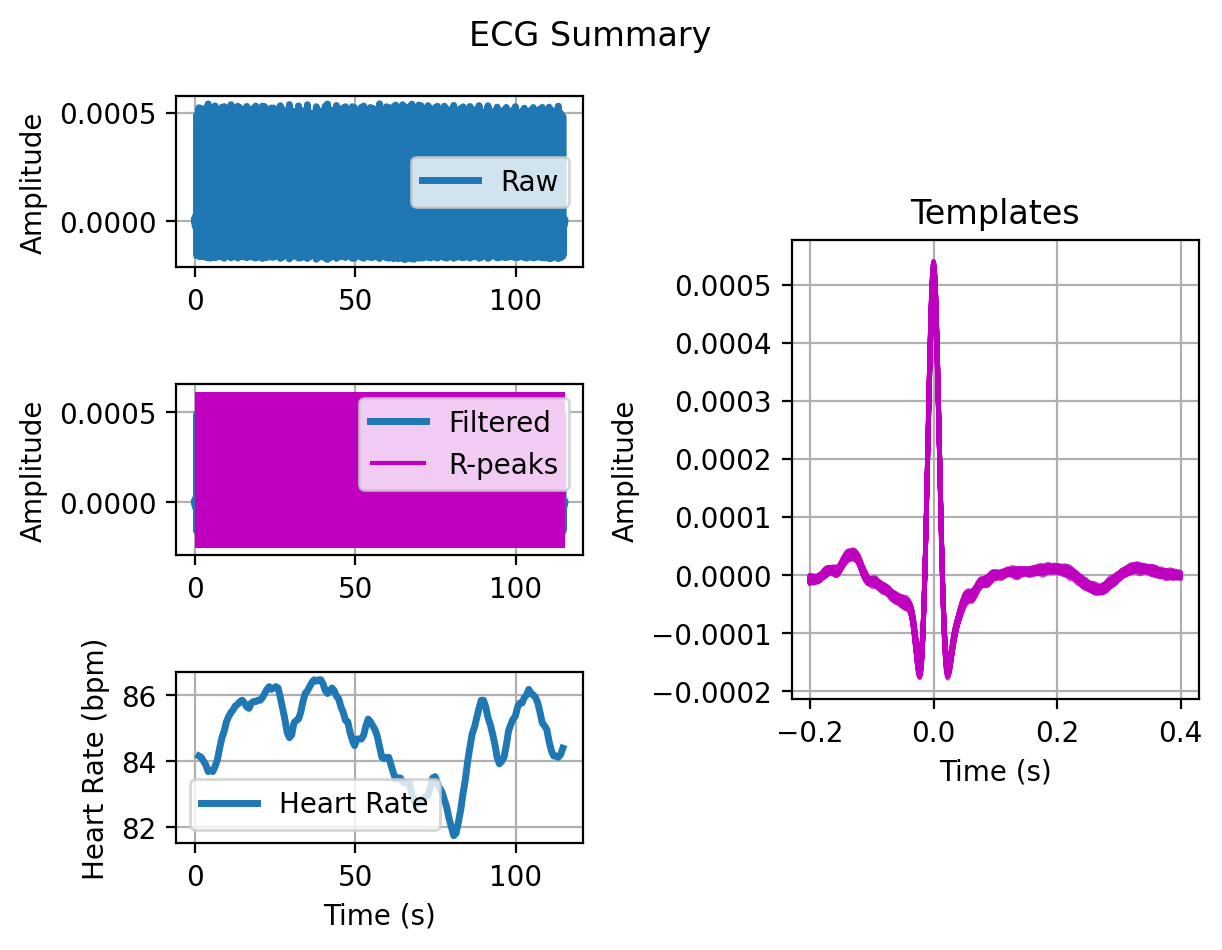 ECG Summary
Amplitude
0.0005
0.0000
Raw
0
50
100
Amplitude
0.0005
0.0000
Filtered
R-peaks
0
50
100
Heart Rate (bpm)
86
84
82
Heart Rate
0
50
100
Time (s)
Templates
Amplitude
0.0005
0.0004
0.0003
0.0002
0.0001
0.0000
−0.0001
−0.0002
−0.2
0.0
0.2
0.4
Time (s)